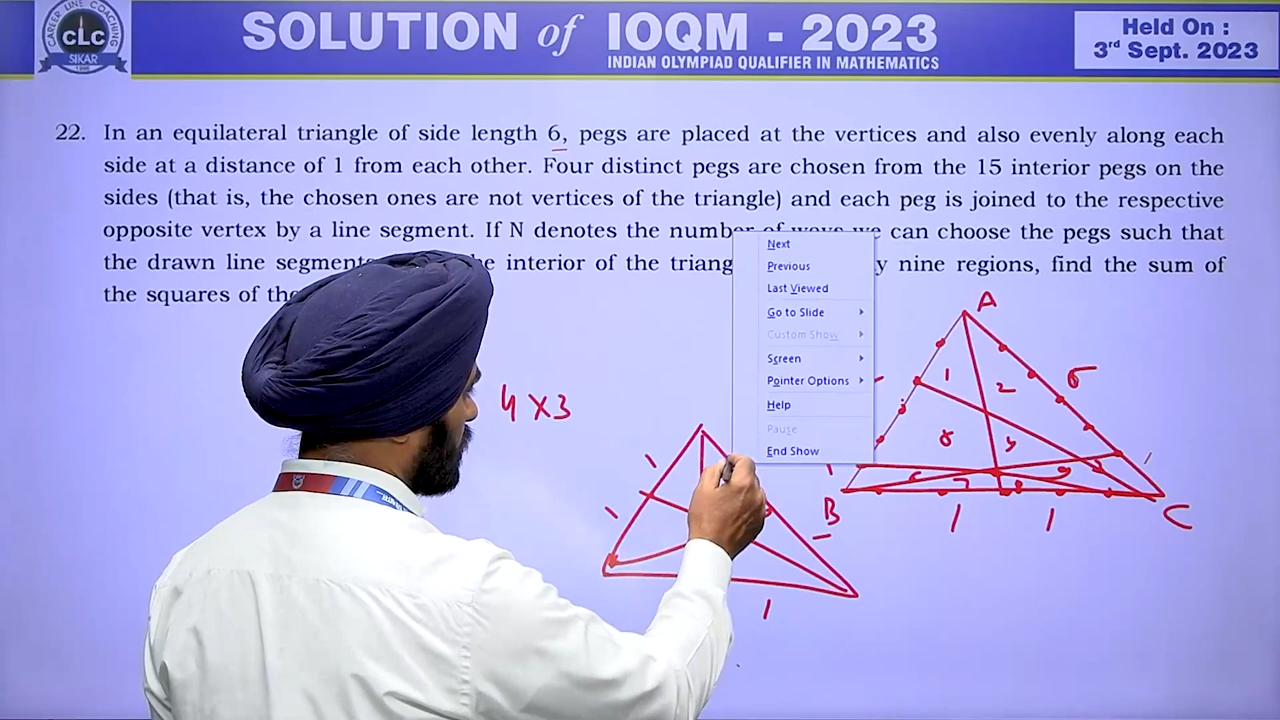 CAREER LINE COACHING
CLC
SIKAR
SOLUTION of IOQM - 2023
INDIAN OLYMPIAD QUALIFIER IN MATHEMATICS
Held On :
3rd Sept. 2023
22. In an equilateral triangle of side length 6, pegs are placed at the vertices and also evenly along each
side at a distance of 1 from each other. Four distinct pegs are chosen from the 15 interior pegs on the
sides (that is, the chosen ones are not vertices of the triangle) and each peg is joined to the respective
opposite vertex by a line segment. If N denotes the number of we can choose the pegs such that
the drawn line segments interior of the nine regions, find the sum of
the squares of
Next
Previous
Last Viewed
Go to Slide
Custom Show
Screen
Pointer Options
Help
Pause
End Show
4 X 3
A
1
2
B
C
1
1
1